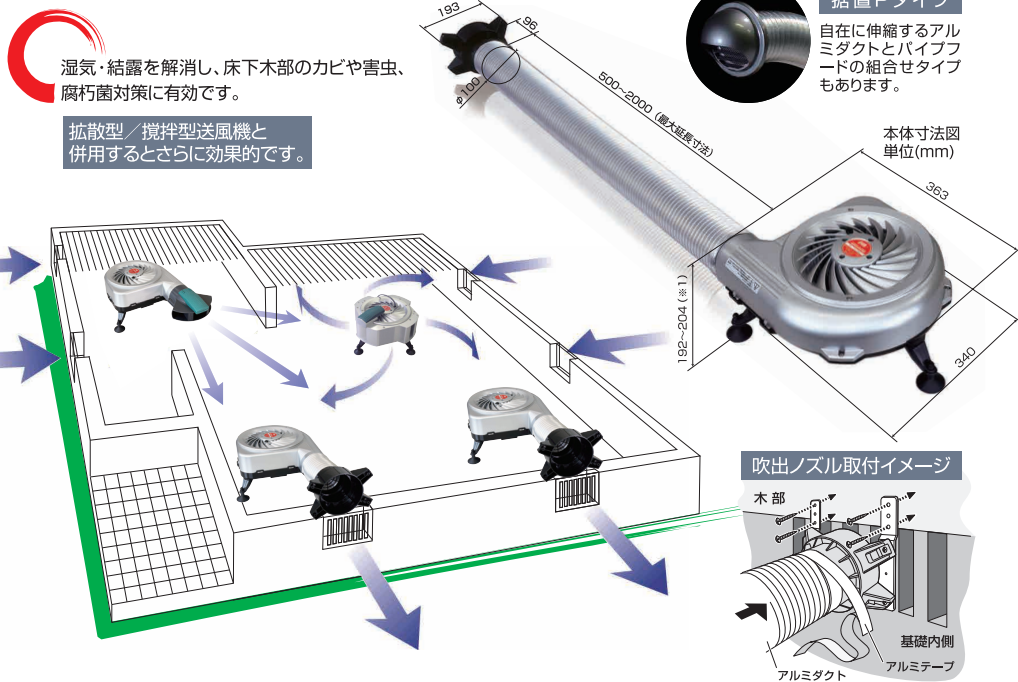 193
96
φ100
500~2000（最大延長寸法）
自在に伸縮するアル
ミダクトとパイプフ
ードの組合せタイプ
もあります。
湿気・結露を解消し、床下木部のカビや害虫、
腐朽菌対策に有効です。
拡散型／撹拌型送風機と
併用するとさらに効果的です。
本体寸法図
単位(mm)
363
192~204（※1）
340
吹出ノズル取付イメージ
木 部
基礎内側
アルミテープ
アルミダクト